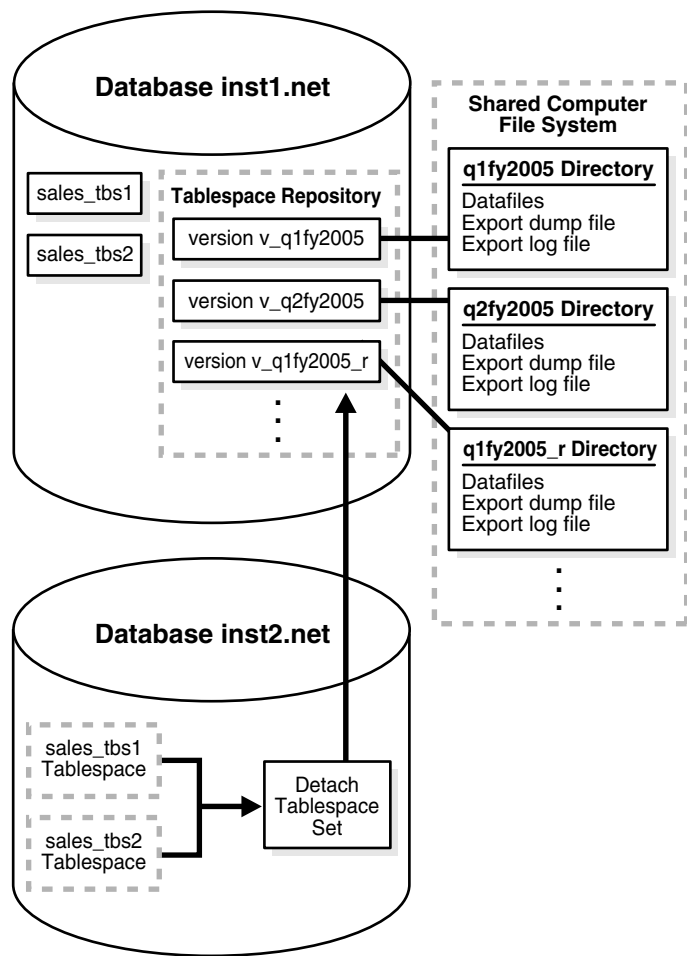 Database inst1.net
sales_tbs1
sales_tbs2
Tablespace Repository
version v_q1fy2005
version v_q2fy2005
version v_q1fy2005_r
Shared Computer
File System
q1fy2005 Directory
Datafiles
Export dump file
Export log file
q2fy2005 Directory
Datafiles
Export dump file
Export log file
q1fy2005_r Directory
Datafiles
Export dump file
Export log file
Database inst2.net
sales_tbs1
Tablespace
sales_tbs2
Tablespace
Detach
Tablespace
Set